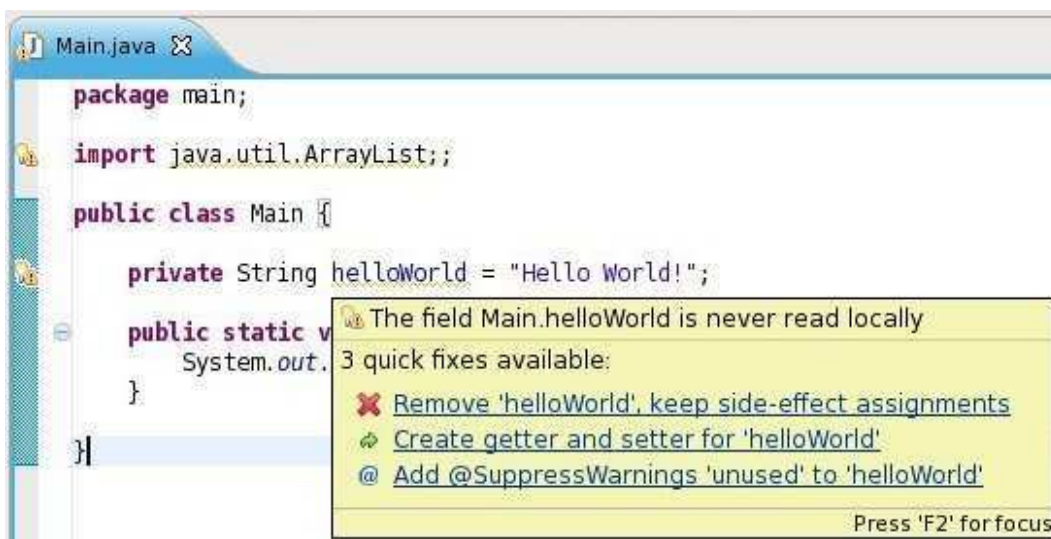 Main.java
package main;
import java.util.ArrayList;;
public class Main {
private String helloWorld = "Hello World!";
public static v
System.out.
}
}
The field Main.helloWorld is never read locally
3 quick fixes available:
Remove 'helloWorld', keep side-effect assignments
Create getter and setter for 'helloWorld'
@ Add @SuppressWarnings 'unused' to 'helloWorld'
Press 'F2' for focus